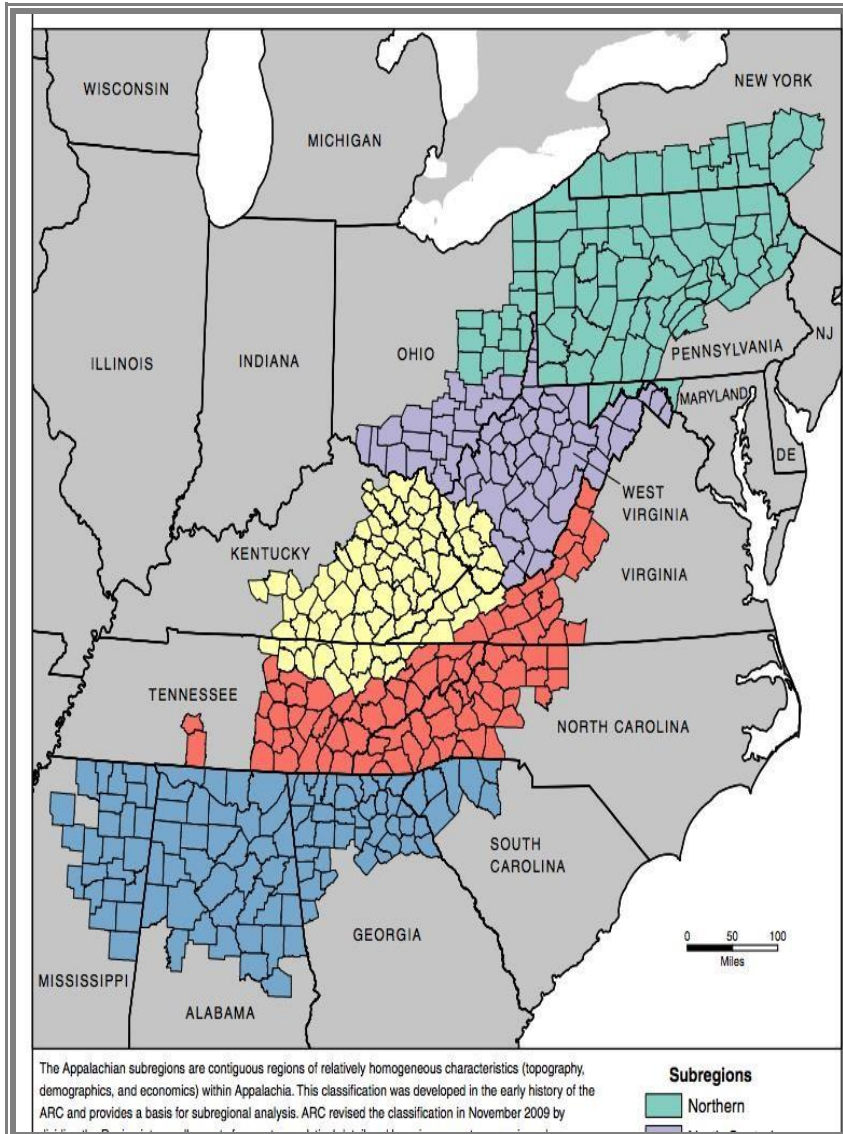 WISCONSIN
NEW YORK
MICHIGAN
ILLINOIS
INDIANA
OHIO
PENNSYLVANIA
NJ
MARYLAND
DE
WEST
VIRGINIA
KENTUCKY
VIRGINIA
TENNESSEE
NORTH CAROLINA
SOUTH
CAROLINA
GEORGIA
0 50 100
Miles
MISSISSIPPI
ALABAMA
The Appalachian subregions are contiguous regions of relatively homogeneous characteristics (topography,
demographics, and economics) within Appalachia. This classification was developed in the early history of the
ARC and provides a basis for subregional analysis. ARC revised the classification in November 2009 by
Subregions
Northern